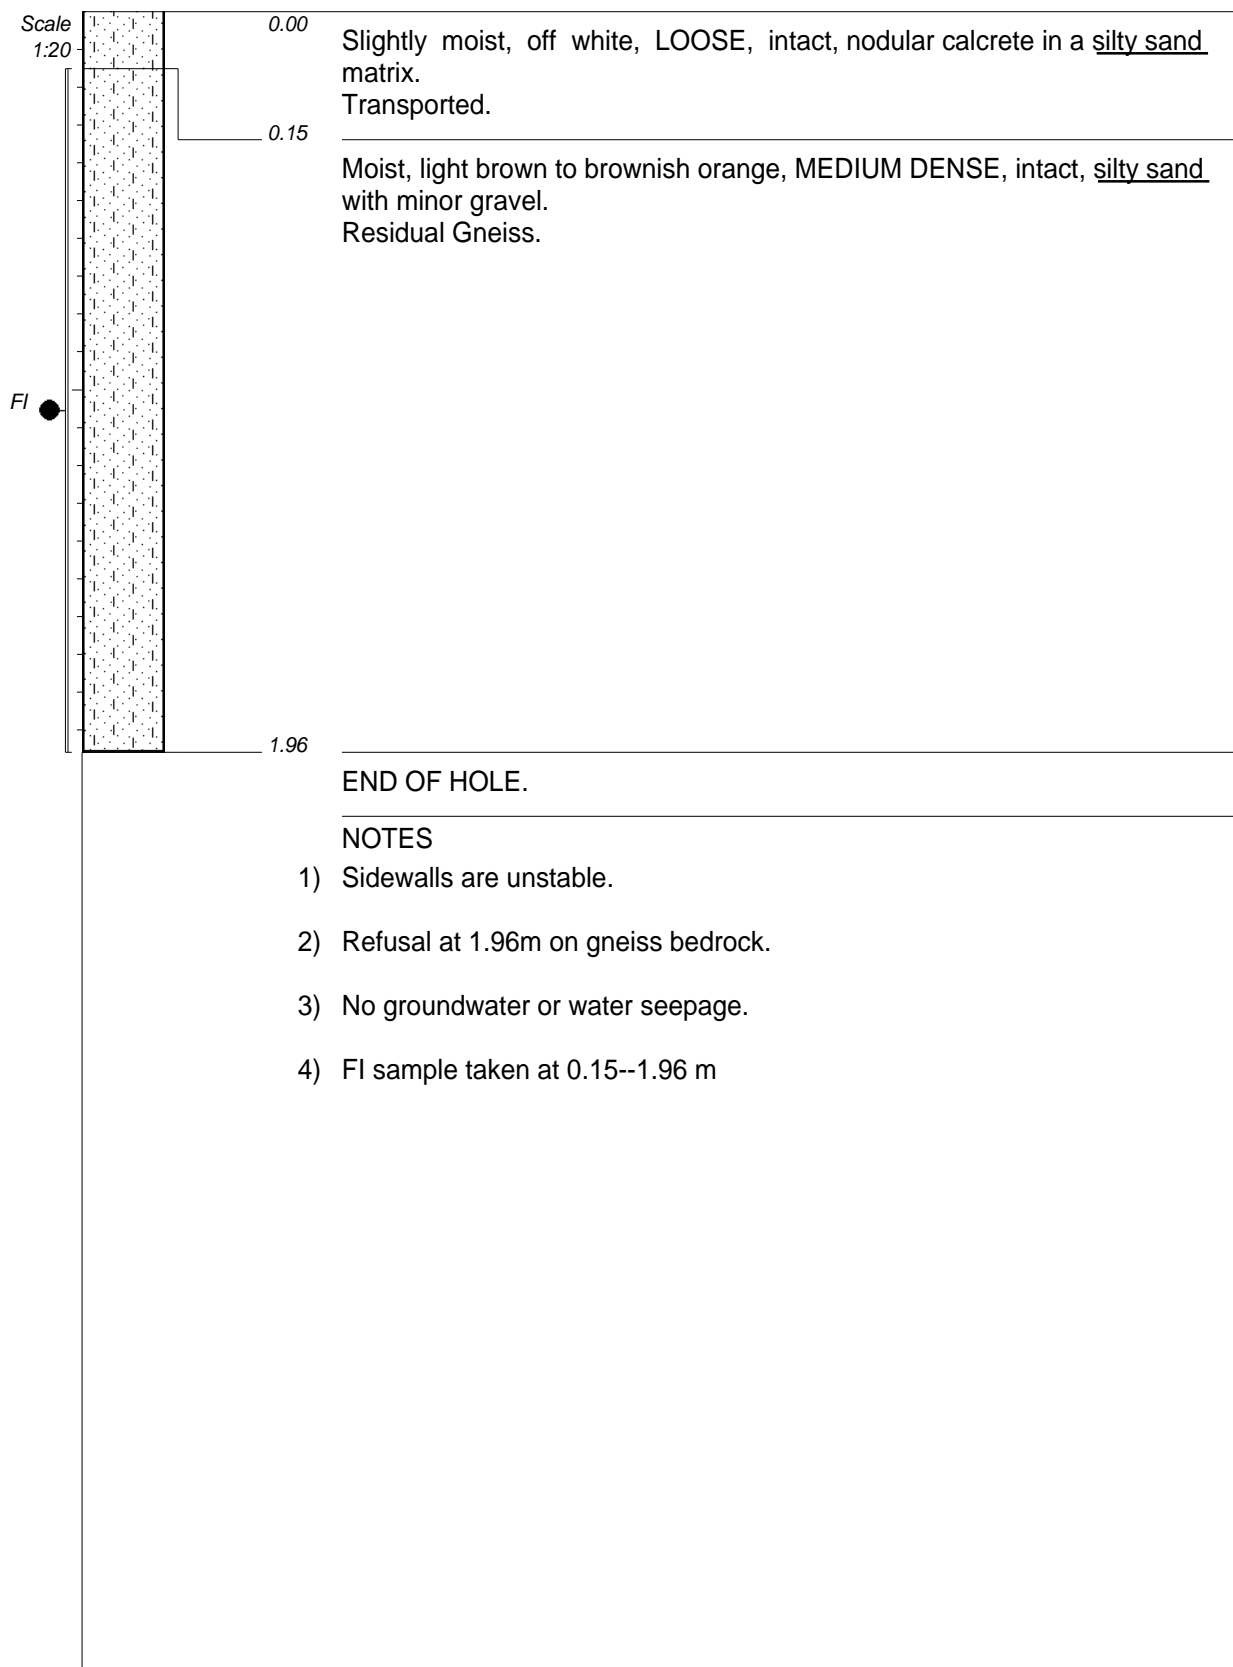 Scale
1:20
0.00
Slightly moist, off white, LOOSE, intact, nodular calcrete in a silty sand
matrix.
Transported.
0.15
Moist, light brown to brownish orange, MEDIUM DENSE, intact, silty sand
with minor gravel.
Residual Gneiss.
FI
1.96
END OF HOLE.
NOTES
1) Sidewalls are unstable.
2) Refusal at 1.96m on gneiss bedrock.
3) No groundwater or water seepage.
4) FI sample taken at 0.15--1.96 m